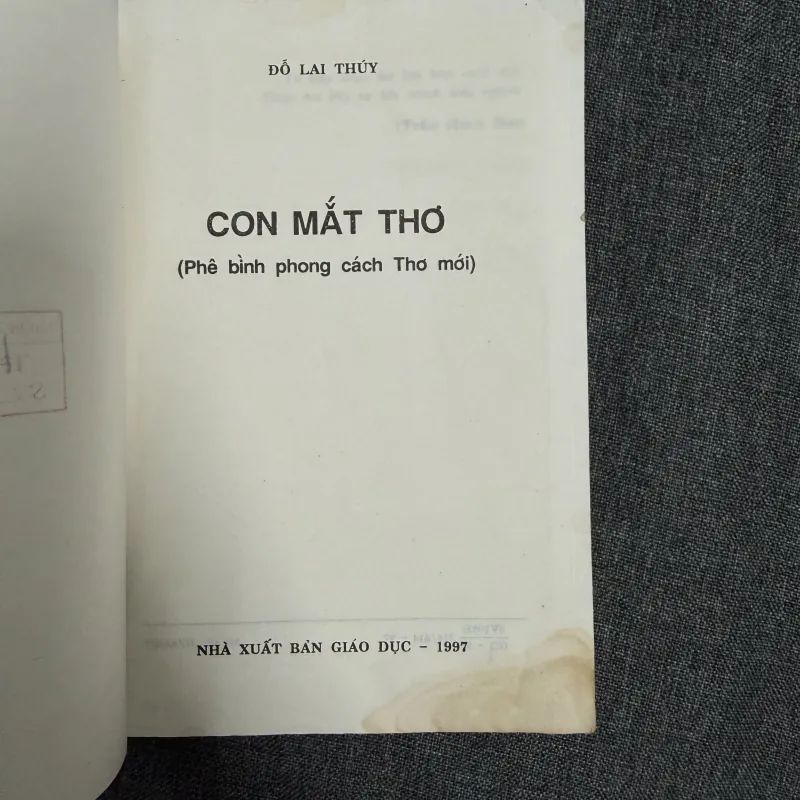 ĐỖ LAI THÚY
CON MẮT THƠ
(Phê bình phong cách Thơ mới)
NHÀ XUẤT BẢN GIÁO DỤC - 1997